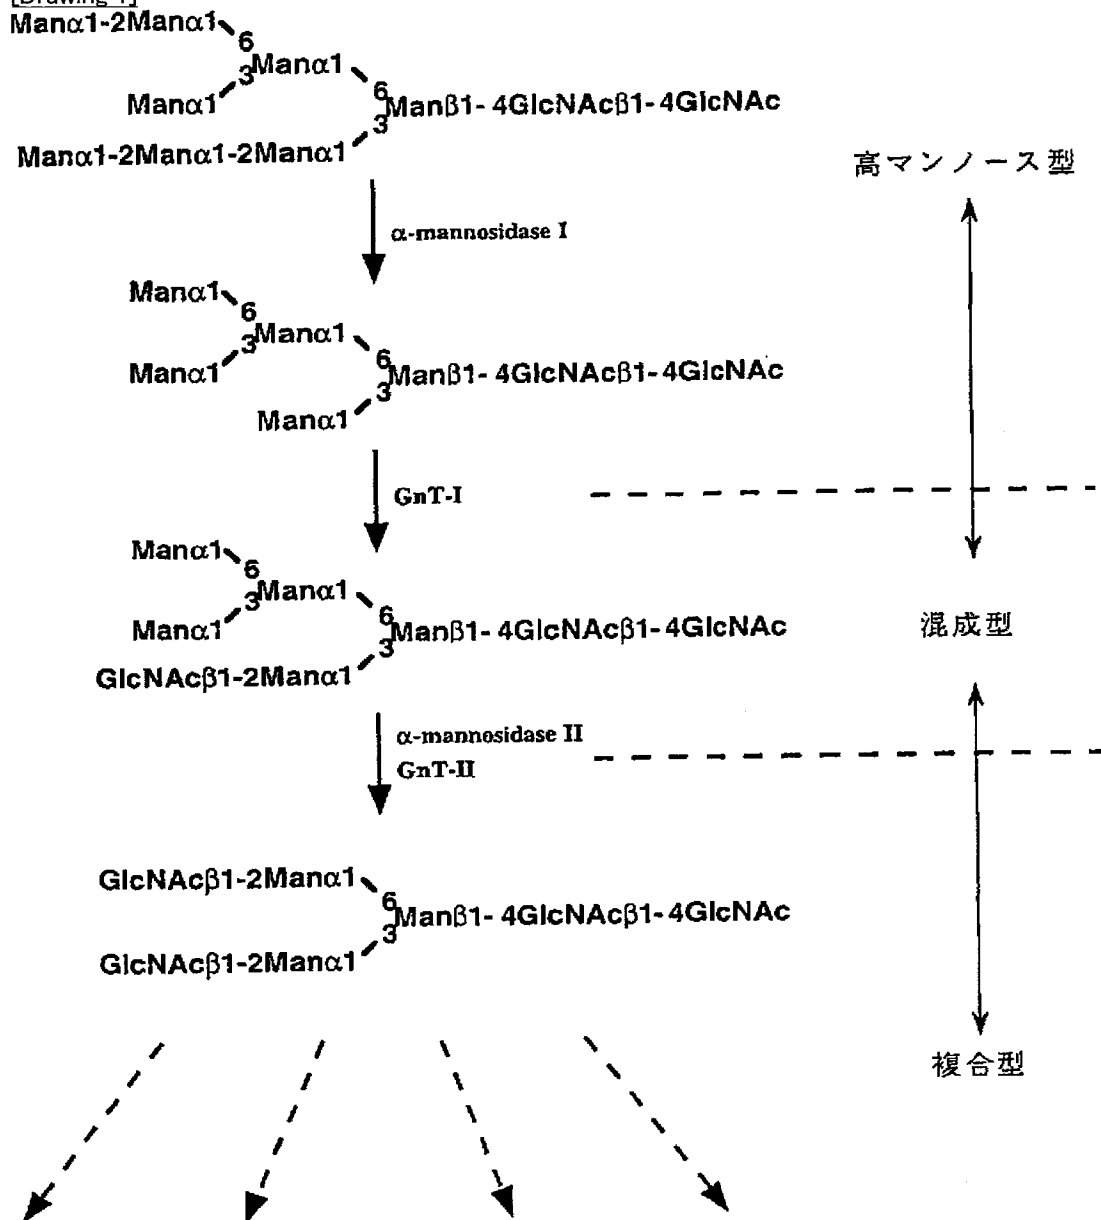 [Drawing 1]
Manα1-2Manα1
6
3
Manα1
Manα1
6
3
Manβ1- 4GlcNAcβ1- 4GlcNAc
Manα1-2Manα1-2Manα1
高マンノース型
α-mannosidase I
Manα1
6
3
Manα1
Manα1
6
3
Manβ1- 4GlcNAcβ1- 4GlcNAc
Manα1
GnT-I
Manα1
6
3
Manα1
Manα1
6
3
Manβ1- 4GlcNAcβ1- 4GlcNAc
GlcNAcβ1-2Manα1
混成型
α-mannosidase II
GnT-II
GlcNAcβ1-2Manα1
6
3
Manβ1- 4GlcNAcβ1- 4GlcNAc
GlcNAcβ1-2Manα1
複合型